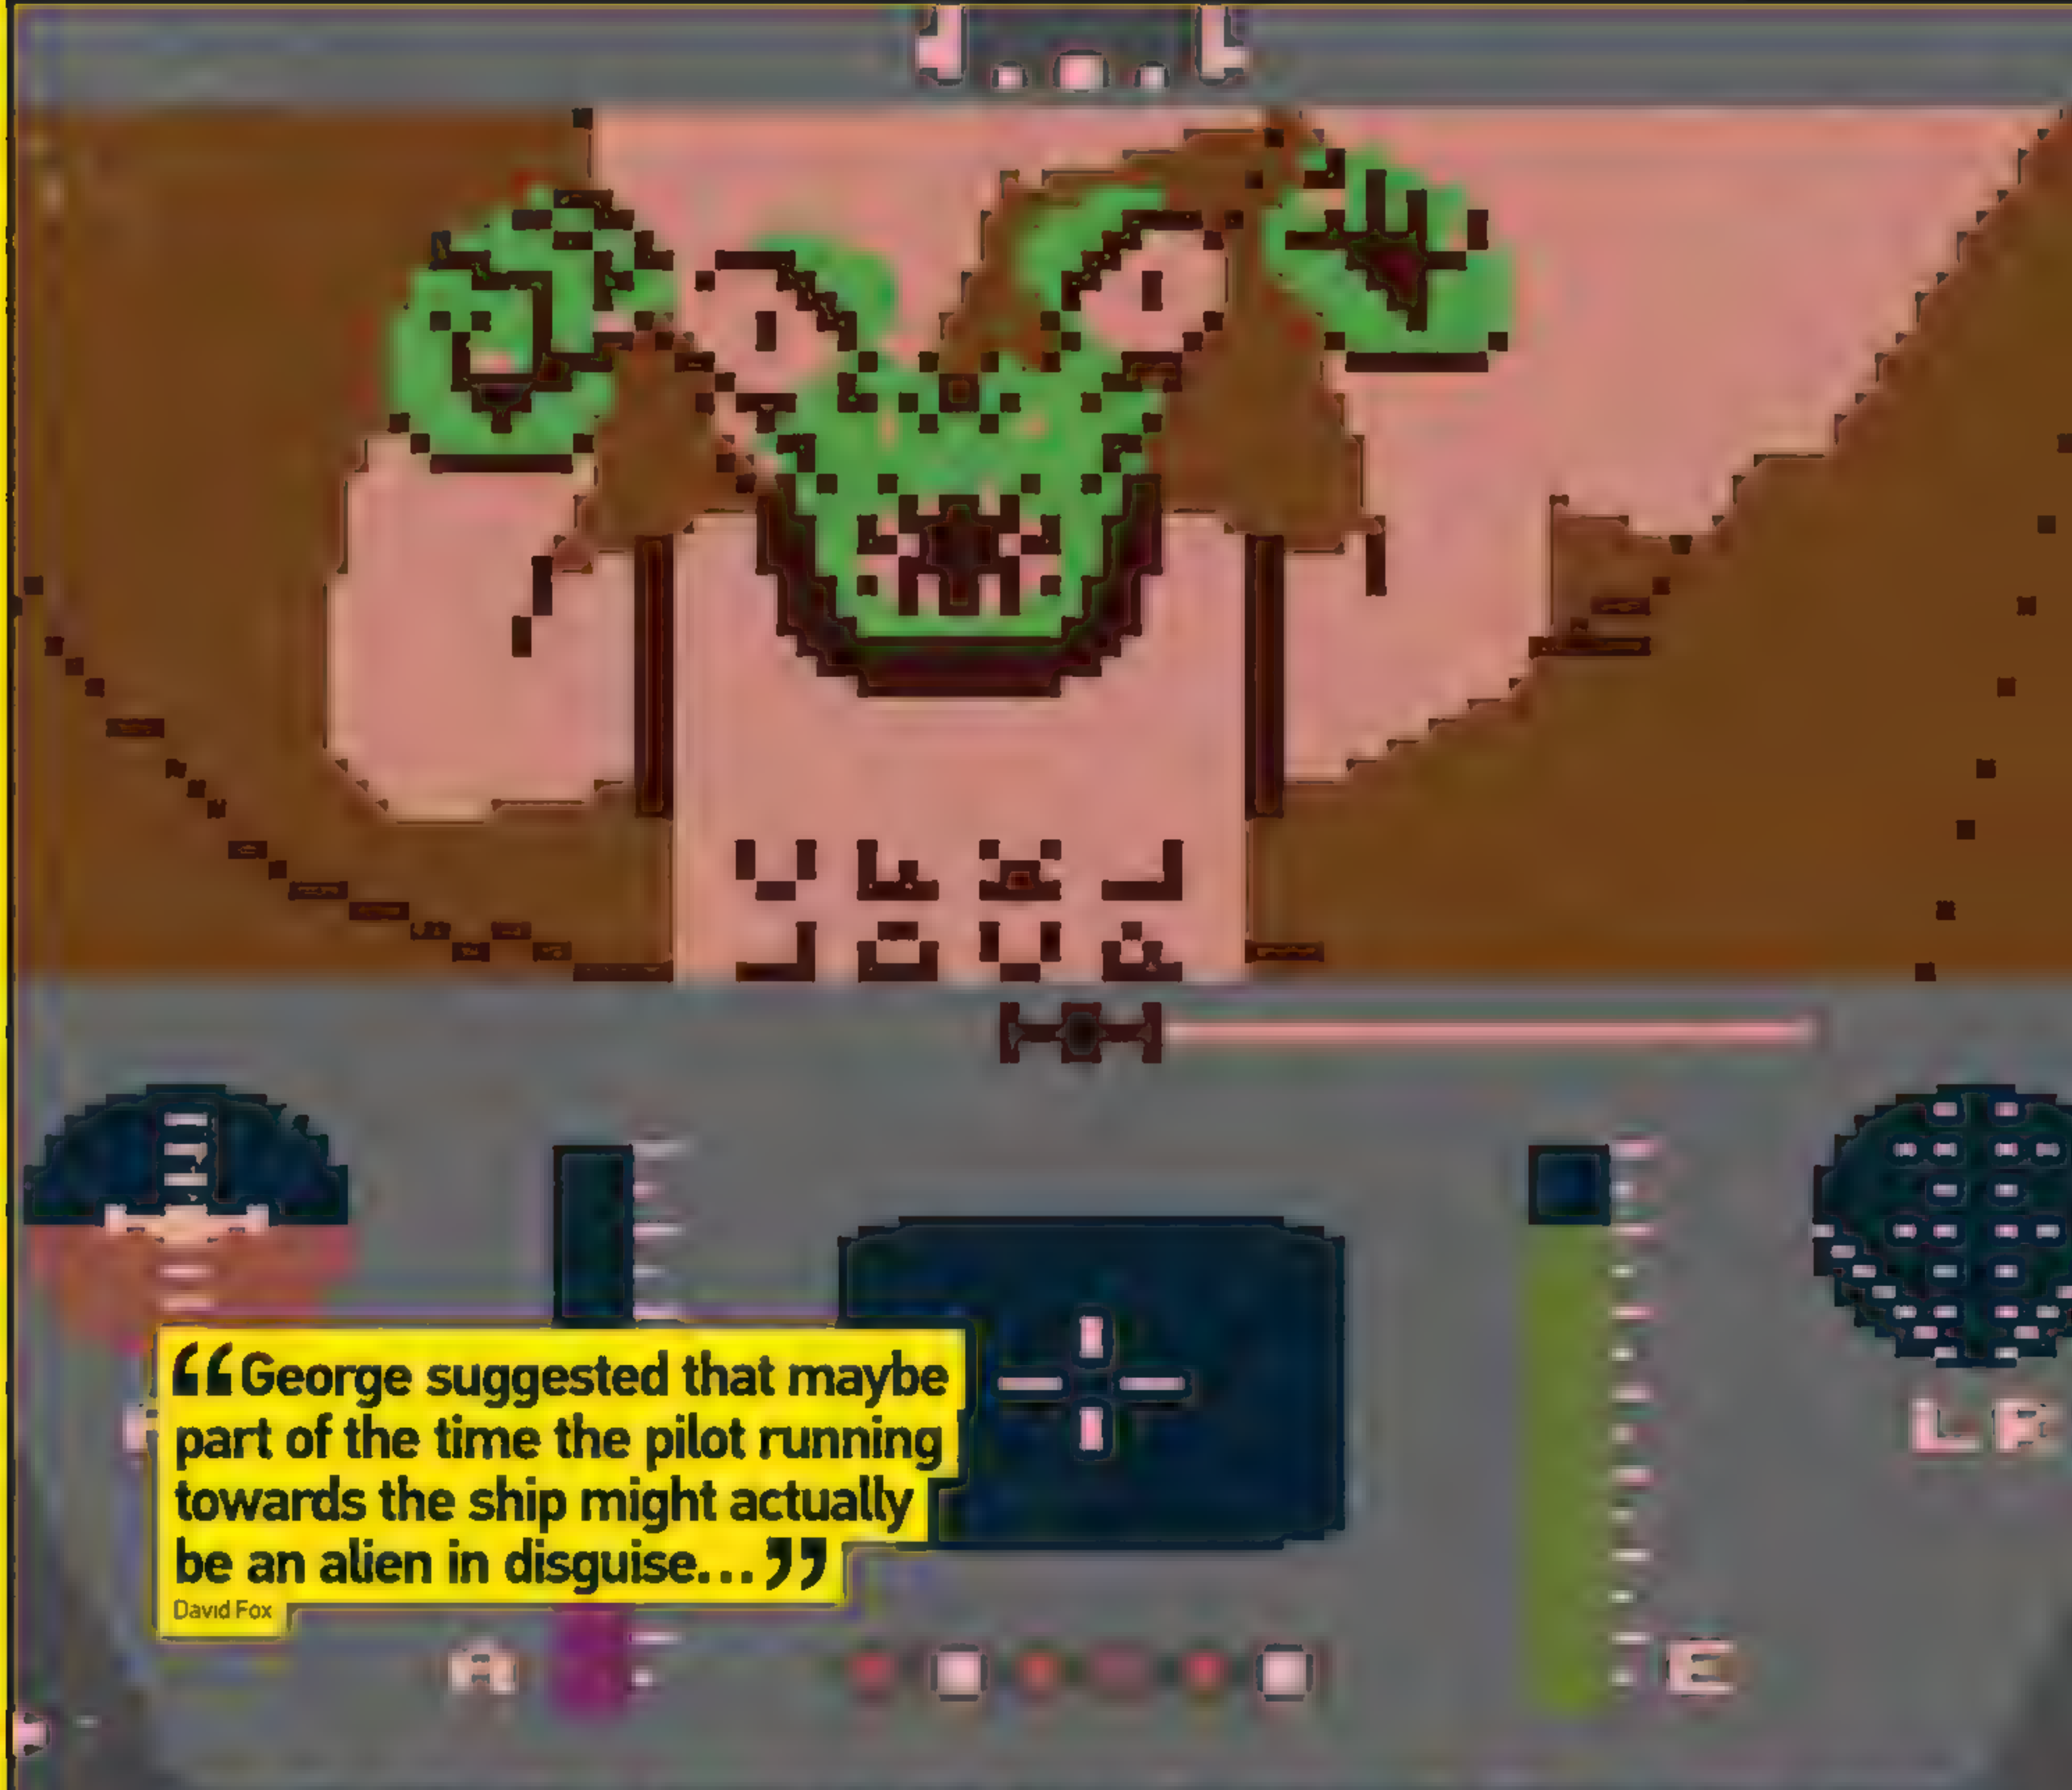 “George suggested that maybe
part of the time the pilot running
towards the ship might actually
be an alien in disguise...”
David Fox
L R
A
E